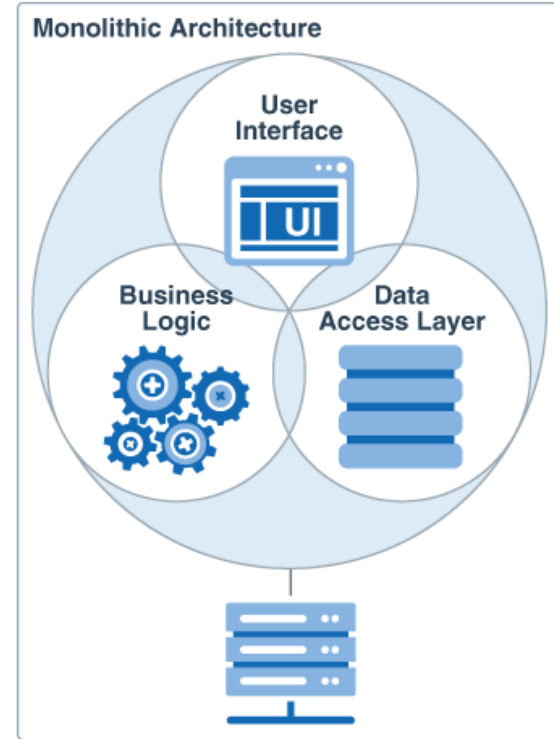 Monolithic Architecture
User
Interface
UI
Business
Logic
Data
Access Layer